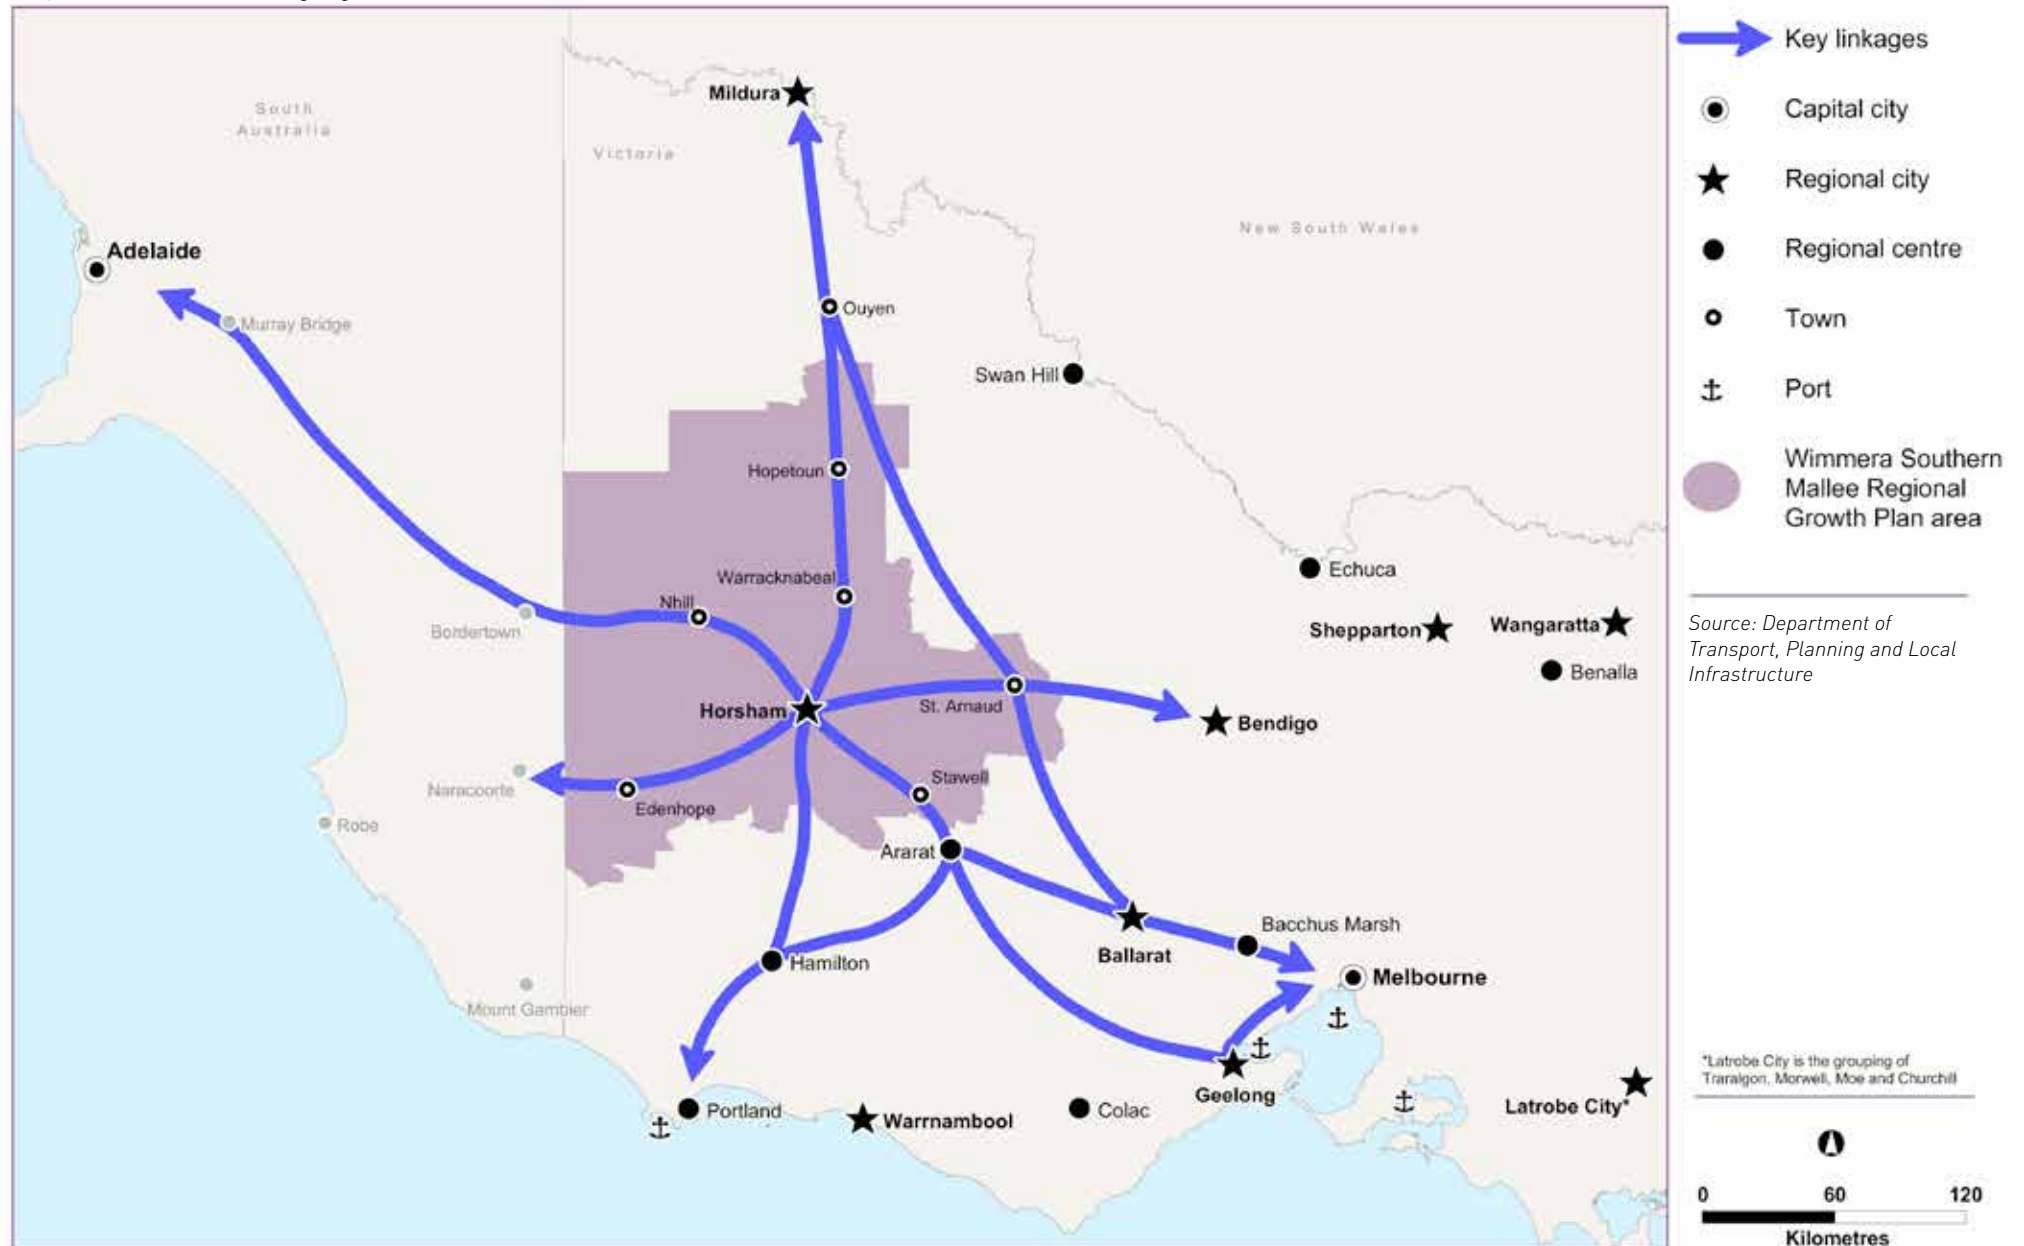 Mildura
South
Australia
Victoria
New South Wales
Adelaide
Murray Bridge
Ouyen
Swan Hill
Hopetoun
Warracknabeal
Nhill
Bordertown
Echuca
Shepparton
Wangaratta
Benalla
Horsham
St. Arnaud
Bendigo
Naracoorte
Edenhope
Stawell
Robe
Ararat
Bacchus Marsh
Ballarat
Hamilton
Melbourne
Mount Gambier
Geelong
Portland
Warrnambool
Colac
Latrobe City*
Key linkages
Capital city
Regional city
Regional centre
Town
Port
Wimmera Southern
Mallee Regional
Growth Plan area
Source: Department of
Transport, Planning and Local
Infrastructure
*Latrobe City is the grouping of
Traralgon, Morwell, Moe and Churchill
0 60 120
Kilometres